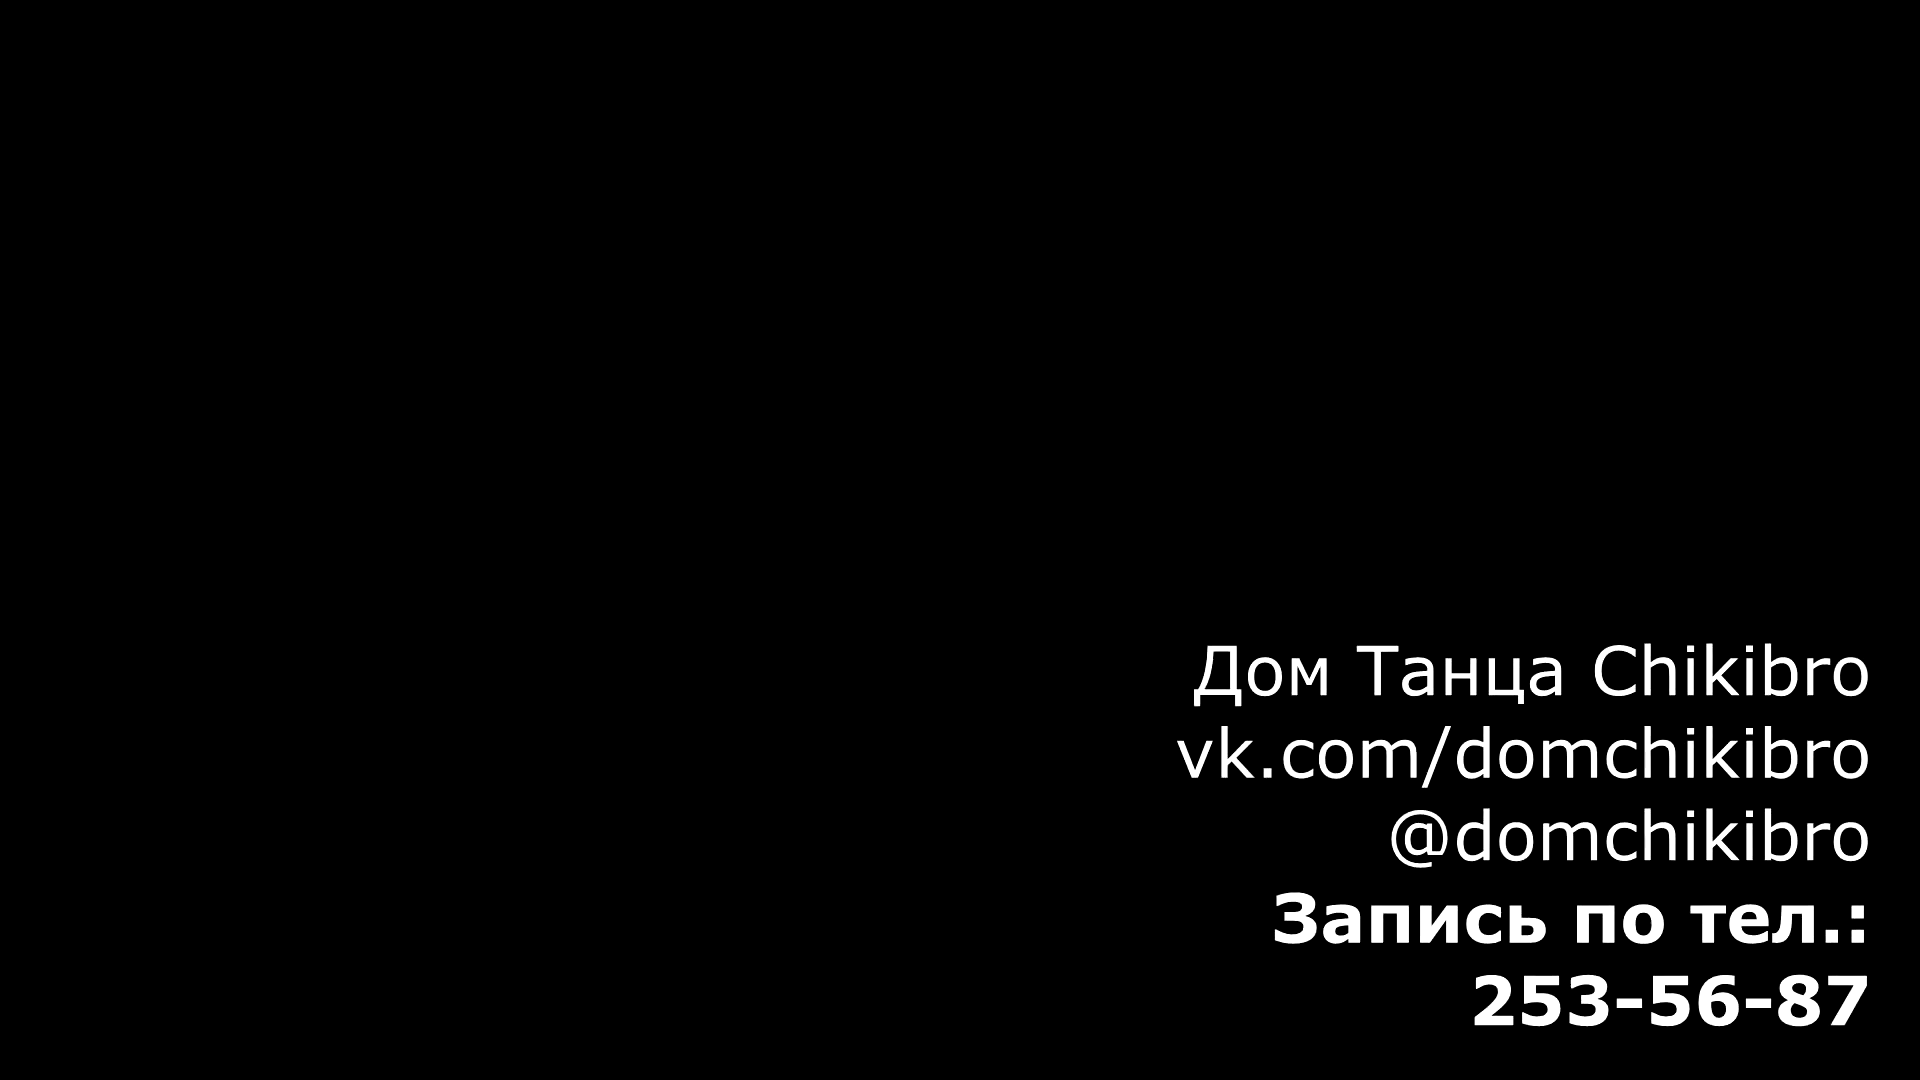 Дом Танца Chikibro
vk.com/domchikibro
@domchikibro
Запись по тел.:
253-56-87